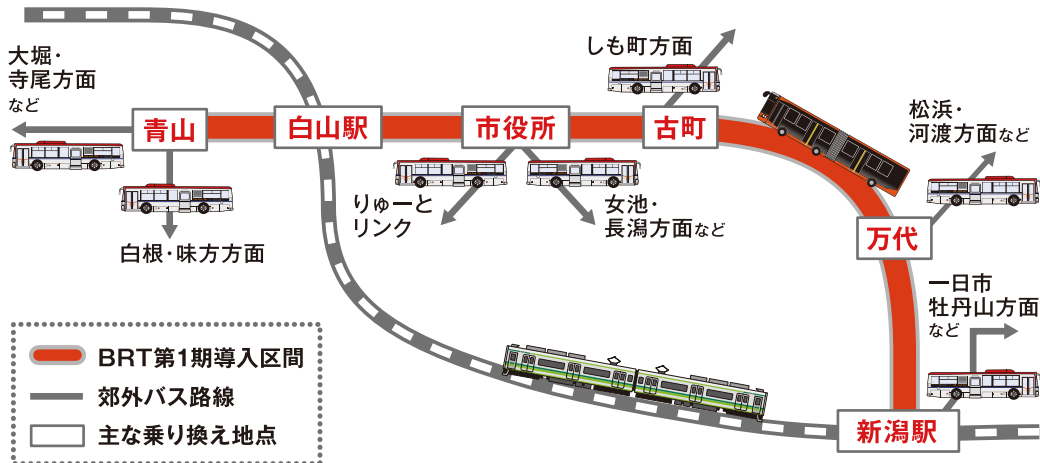 大堀・
寺尾方面
など
しも町方面
松浜・
河渡方面など
青山
白山駅
市役所
古町
りゅーと
リンク
女池・
長潟方面など
白根・味方方面
万代
一日市
牡丹山方面
など
新潟駅
BRT第1期導入区間
郊外バス路線
主な乗り換え地点